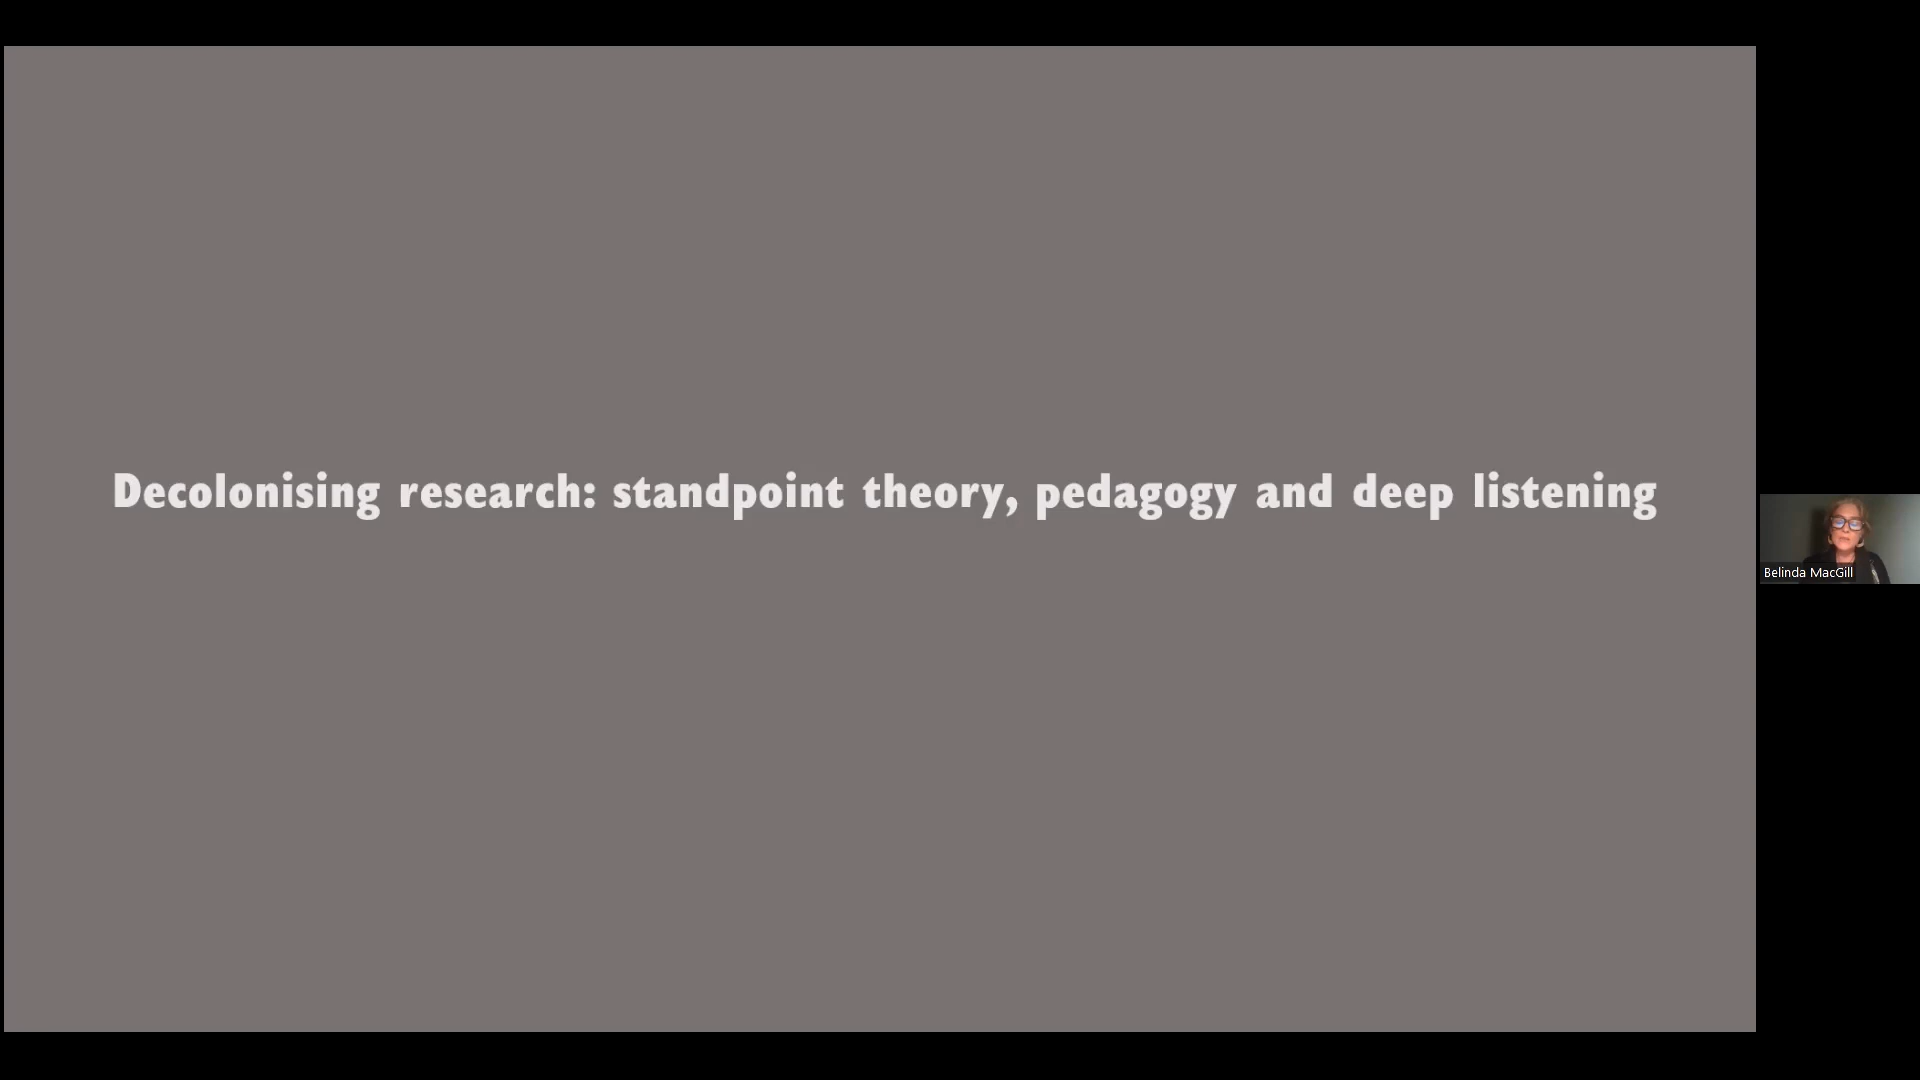 Decolonising research: standpoint theory, pedagogy and deep listening
Belinda MacGill